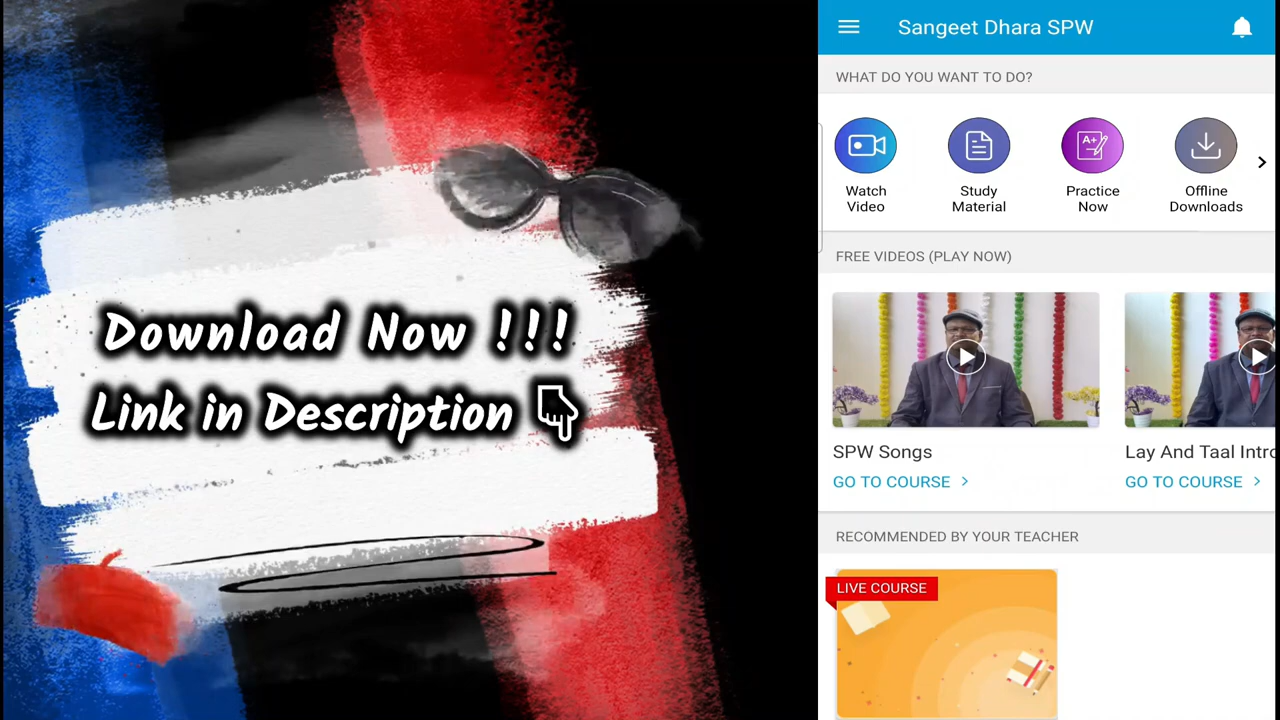 Download Now !!!
Link in Description
Sangeet Dhara SPW
WHAT DO YOU WANT TO DO?
Watch Video
Study Material
A+
Practice Now
Offline Downloads
FREE VIDEOS (PLAY NOW)
SPW Songs
Lay And Taal Intro
GO TO COURSE
GO TO COURSE
RECOMMENDED BY YOUR TEACHER
LIVE COURSE